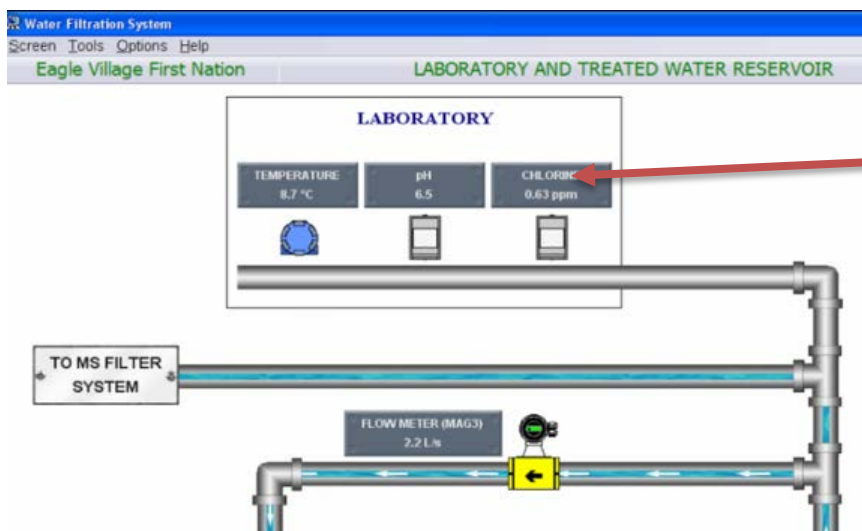 Water Filtration System
Screen Tools Options Help
Eagle Village First Nation LABORATORY AND TREATED WATER RESERVOIR
LABORATORY
TEMPERATURE pH CHLORINE
8.7 °C 6.5 0.63 ppm
TO MS FILTER
SYSTEM
FLOW METER (MAG3)
2.2 L/s